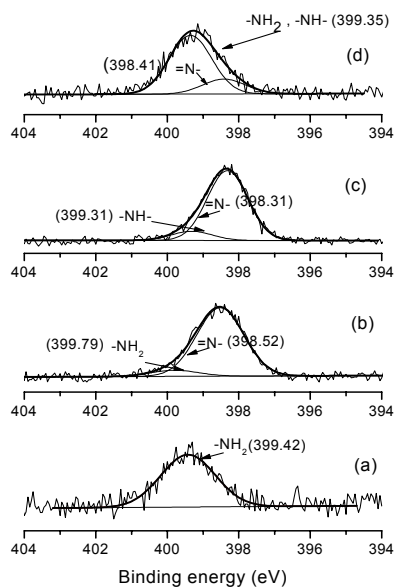 -NH2 , -NH- (399.35)
(d)
(398.41) =N-
404 402 400 398 396 394
(c)
=N- (398.31)
(399.31) -NH-
404 402 400 398 396 394
(b)
=N- (398.52)
(399.79) -NH2
404 402 400 398 396 394
-NH2(399.42)
(a)
404 402 400 398 396 394
Binding energy (eV)